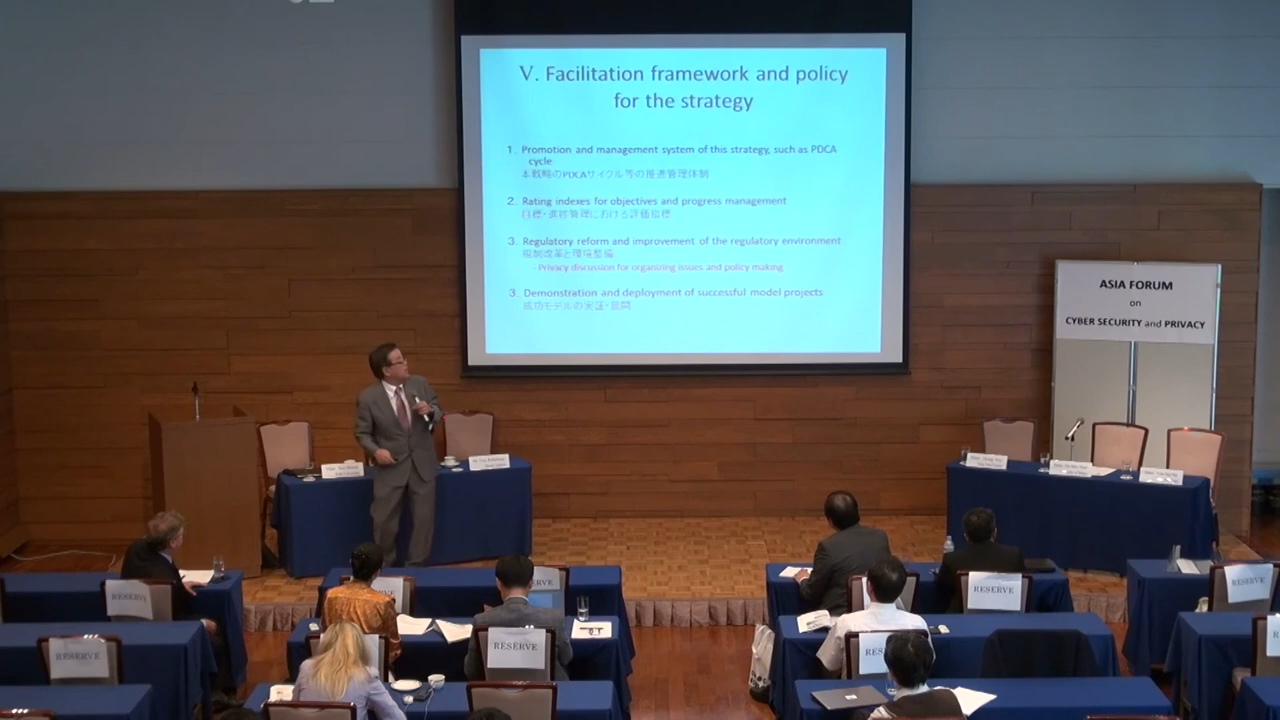 V. Facilitation framework and policy
for the strategy
1. Promotion and management system of this strategy, such as PDCA
cycle
本戦略のPDCAサイクル等の推進管理体制
2. Rating indexes for objectives and progress management
目標・進捗管理における評価指標
3. Regulatory reform and improvement of the regulatory environment
規制改革と環境整備
- Privacy discussion for organizing issues and policy making
3. Demonstration and deployment of successful model projects
成功モデルの実証・展開
ASIA FORUM
on
CYBER SECURITY and PRIVACY
RESERVE
RESERVE
RESERVE
RESERVE
RESERVE
RESERVE